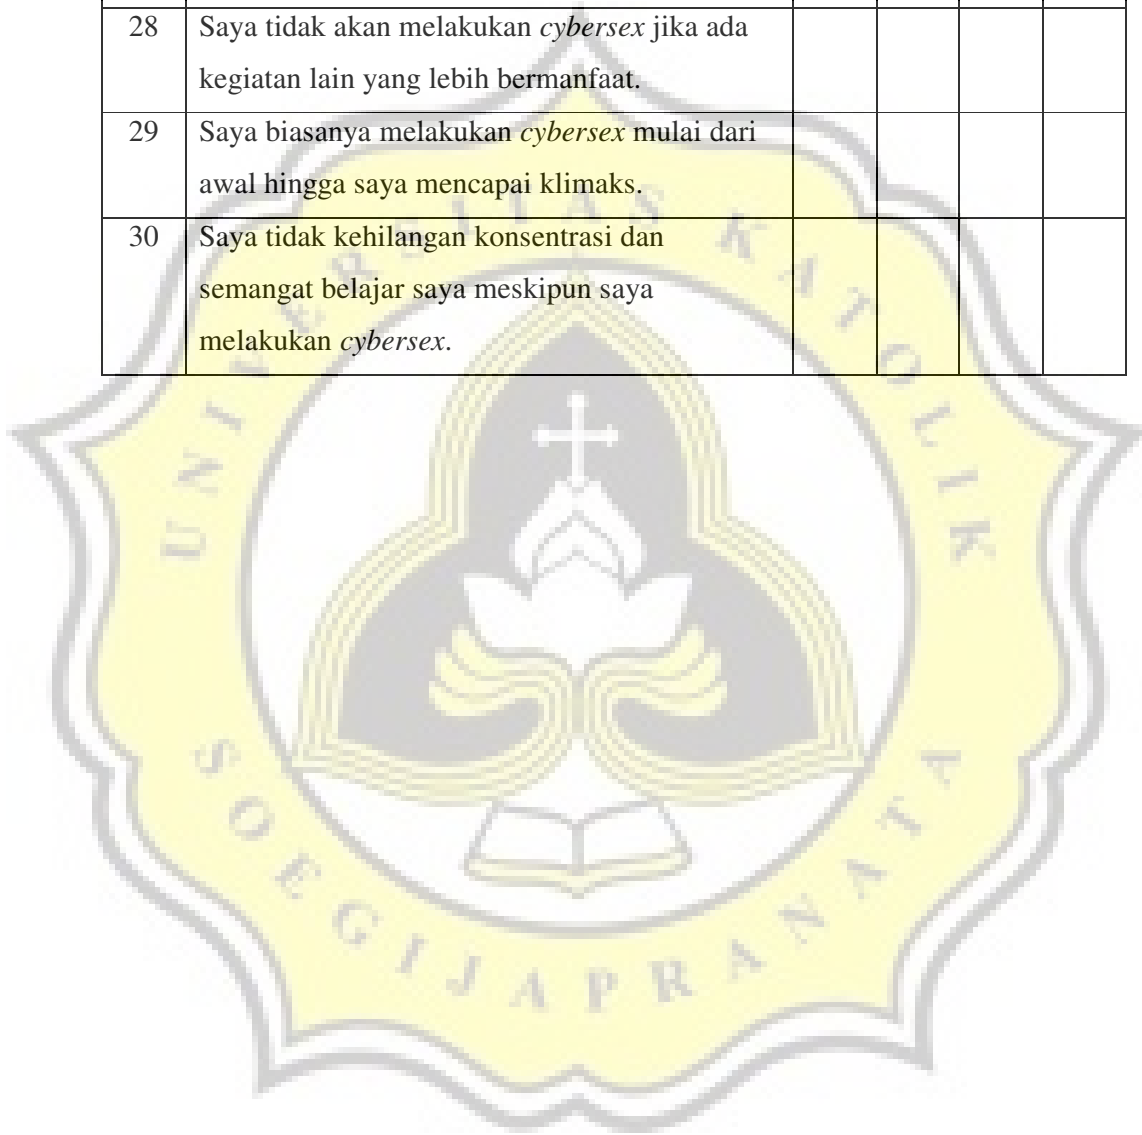 28 Saya tidak akan melakukan cybersex jika ada
kegiatan lain yang lebih bermanfaat.
29 Saya biasanya melakukan cybersex mulai dari
awal hingga saya mencapai klimaks.
30 Saya tidak kehilangan konsentrasi dan
semangat belajar saya meskipun saya
melakukan cybersex.
UNIVERSITAS KATOLIK
SOEGIJAPRANATA